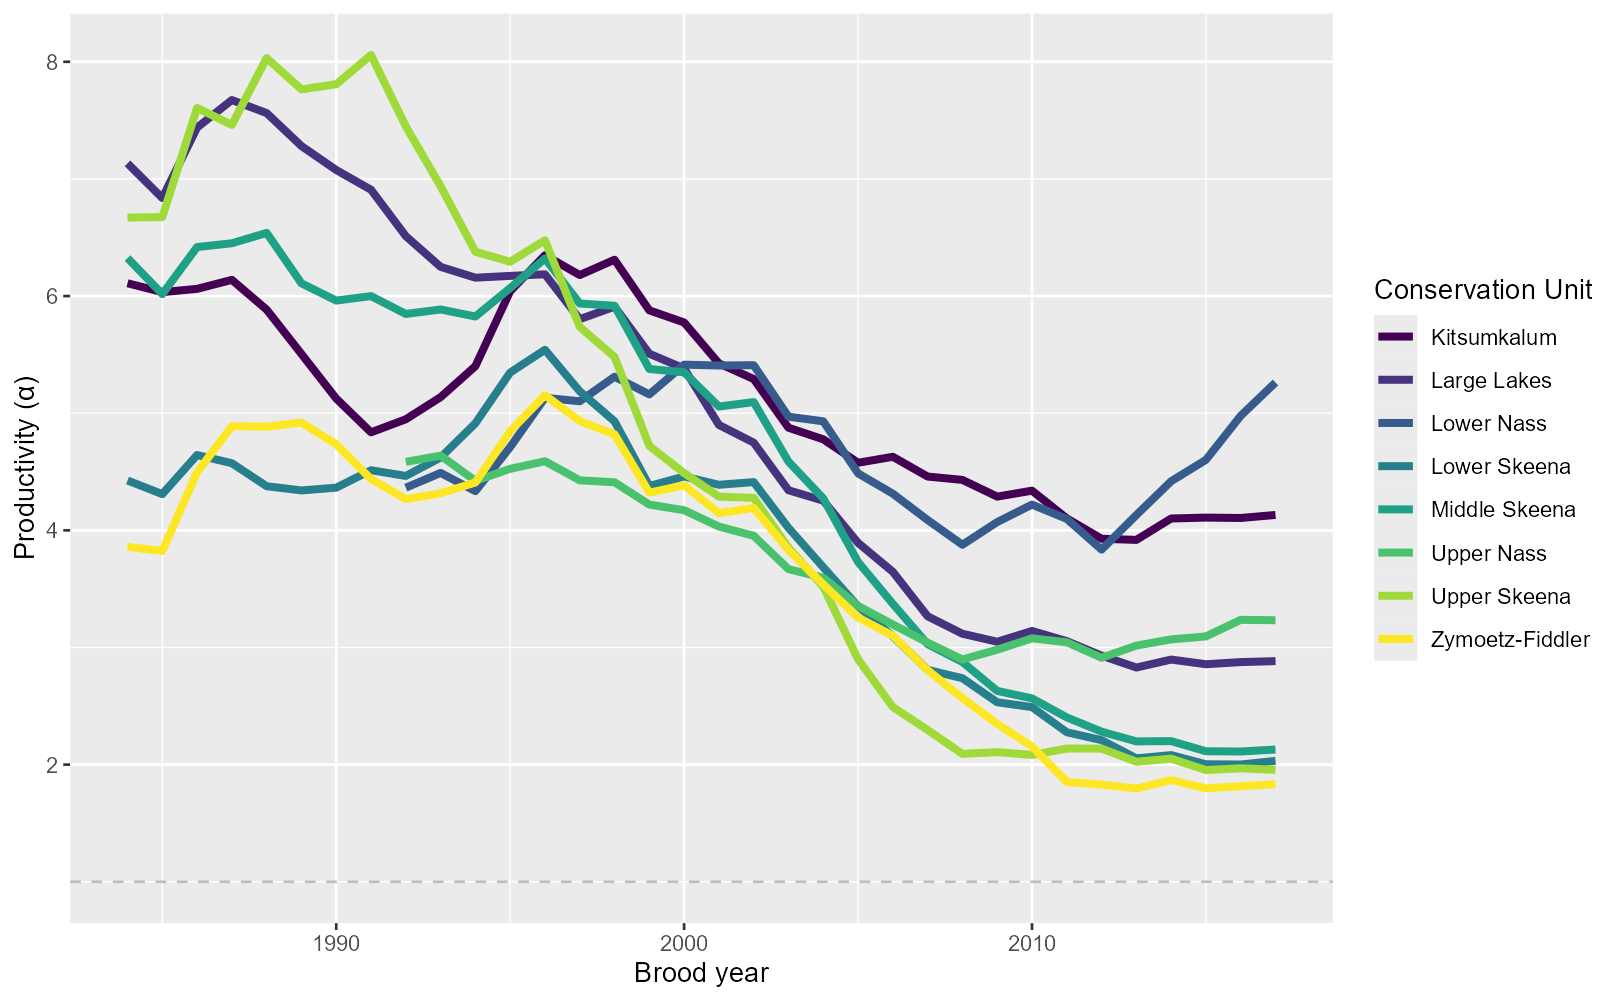 8
6
4
2
Productivity (α)
1990
2000
2010
Brood year
Conservation Unit
Kitsumkalum
Large Lakes
Lower Nass
Lower Skeena
Middle Skeena
Upper Nass
Upper Skeena
Zymoetz-Fiddler